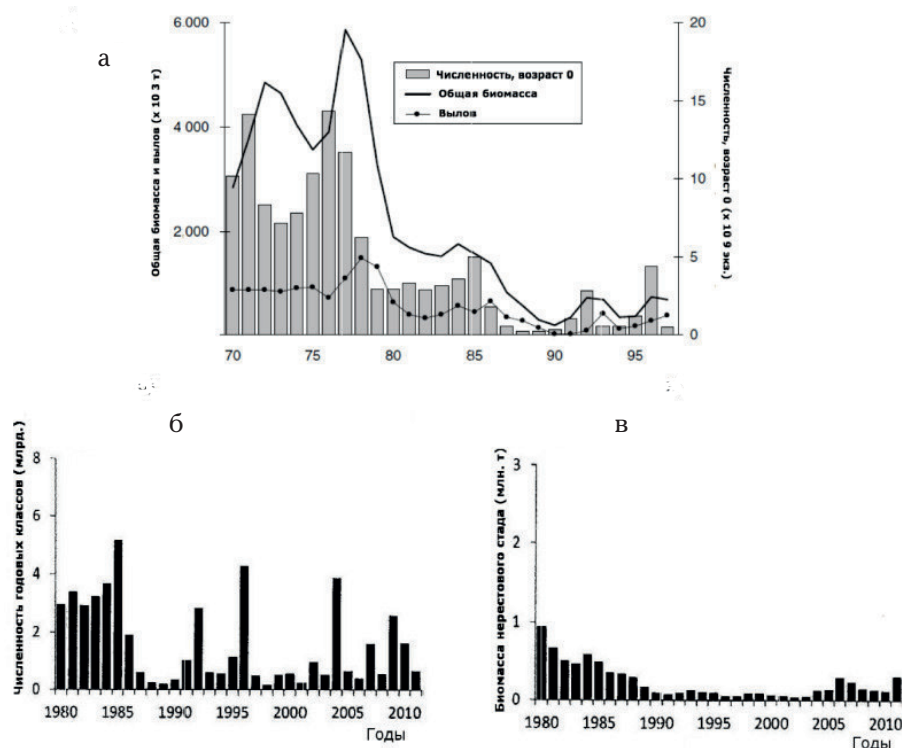 а
6 000
4 000
2 000
20
15
10
5
0
Общая биомасса и вылов (х 10 3 т)
Численность, возраст 0 (х 10 9 экз.)
Численность, возраст 0
Общая биомасса
Вылов
70 75 80 85 90 95
б
Численность годовых классов (млрд.)
8
6
4
2
0
1980 1985 1990 1995 2000 2005 2010
Годы
в
Биомасса нерестового стада (млн. т)
3
2
1
0
1980 1985 1990 1995 2000 2005 2010
Годы